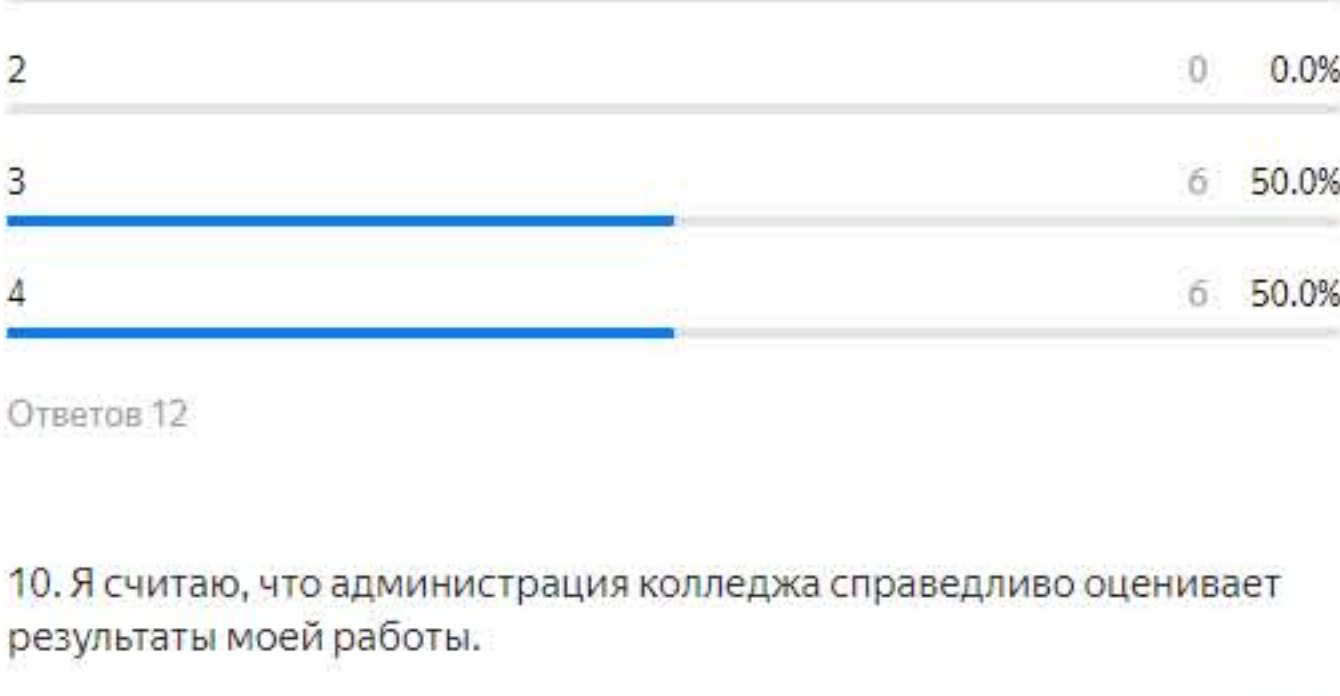 2 0 0.0%
3 6 50.0%
4 6 50.0%
Ответов 12
10. Я считаю, что администрация колледжа справедливо оценивает
результаты моей работы.